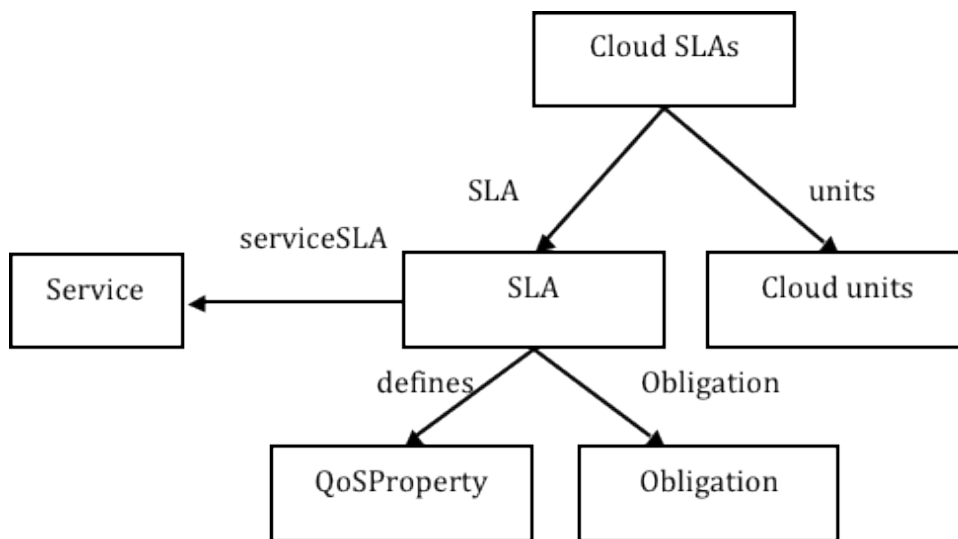 Cloud SLAs
SLA
units
serviceSLA
Service
SLA
Cloud units
defines
Obligation
QoSProperty
Obligation